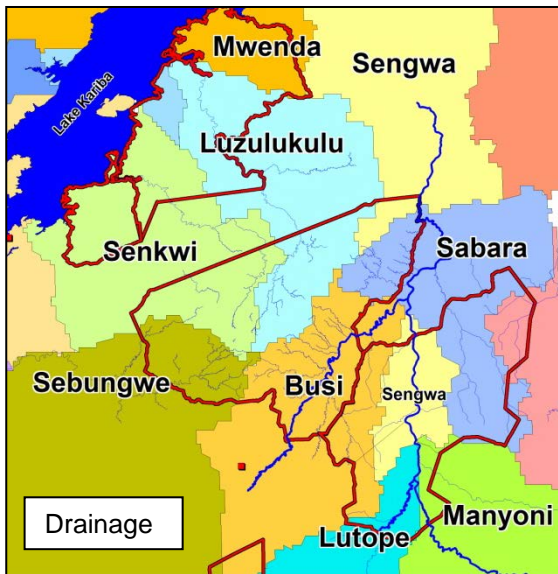 Mwenda
Sengwa
Lake Kariba
Luzulukulu
Senkwi
Sabara
Sebungwe
Busi
Sengwa
Drainage
Lutope
Manyoni